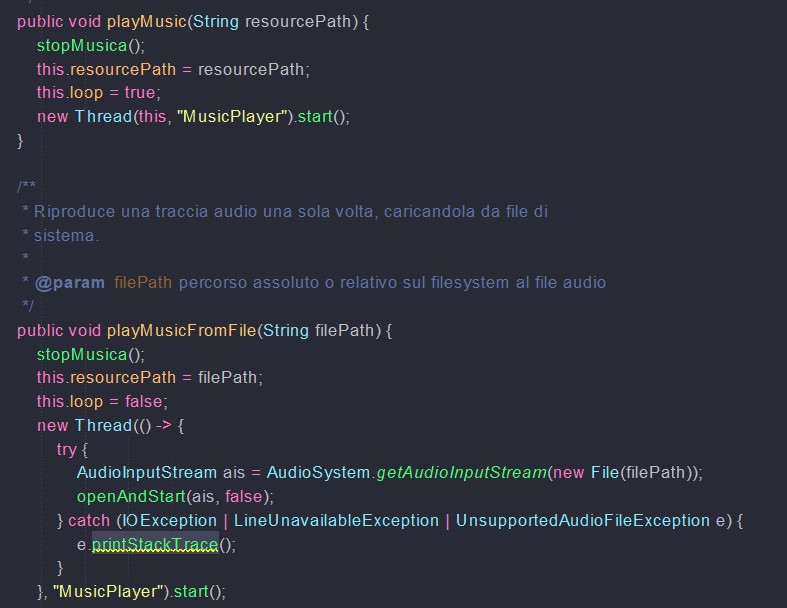 public void playMusic(String resourcePath) {
stopMusica();
this.resourcePath = resourcePath;
this.loop = true;
new Thread(this, "MusicPlayer").start();
}
/**
* Riproduce una traccia audio una sola volta, caricandola da file di
* sistema.
*
* @param filePath percorso assoluto o relativo sul filesystem al file audio
*/
public void playMusicFromFile(String filePath) {
stopMusica();
this.resourcePath = filePath;
this.loop = false;
new Thread(() -> {
try {
AudioInputStream ais = AudioSystem.getAudioInputStream(new File(filePath));
openAndStart(ais, false);
} catch (IOException | LineUnavailableException | UnsupportedAudioFileException e) {
e.printStackTrace();
}
}, "MusicPlayer").start();